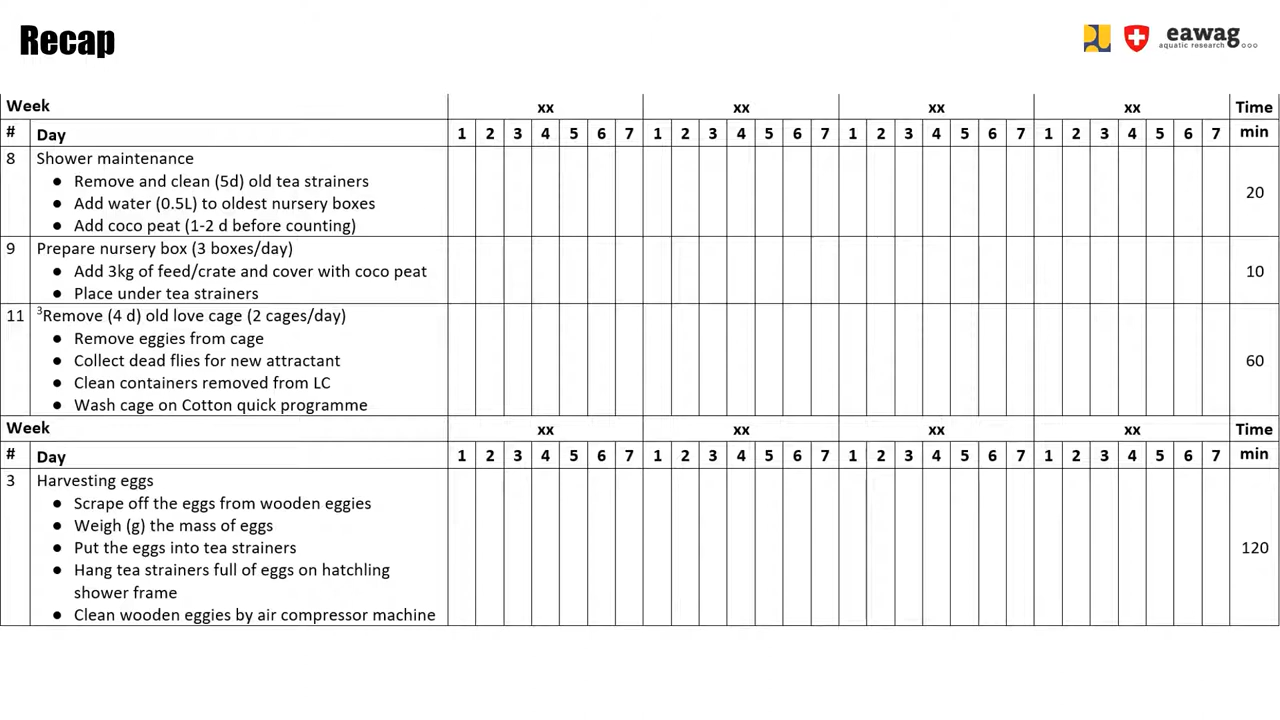 Recap
eawag
aquatic research
Week xx xx xx xx Time
# Day 1 2 3 4 5 6 7 1 2 3 4 5 6 7 1 2 3 4 5 6 7 1 2 3 4 5 6 7 min
8 Shower maintenance
● Remove and clean (5d) old tea strainers
20
● Add water (0.5L) to oldest nursery boxes
● Add coco peat (1-2 d before counting)
9 Prepare nursery box (3 boxes/day)
● Add 3kg of feed/crate and cover with coco peat 10
● Place under tea strainers
11 ³Remove (4 d) old love cage (2 cages/day)
● Remove eggies from cage
● Collect dead flies for new attractant 60
● Clean containers removed from LC
● Wash cage on Cotton quick programme
Week xx xx xx xx Time
# Day 1 2 3 4 5 6 7 1 2 3 4 5 6 7 1 2 3 4 5 6 7 1 2 3 4 5 6 7 min
3 Harvesting eggs
● Scrape off the eggs from wooden eggies
● Weigh (g) the mass of eggs
● Put the eggs into tea strainers 120
● Hang tea strainers full of eggs on hatchling
shower frame
● Clean wooden eggies by air compressor machine